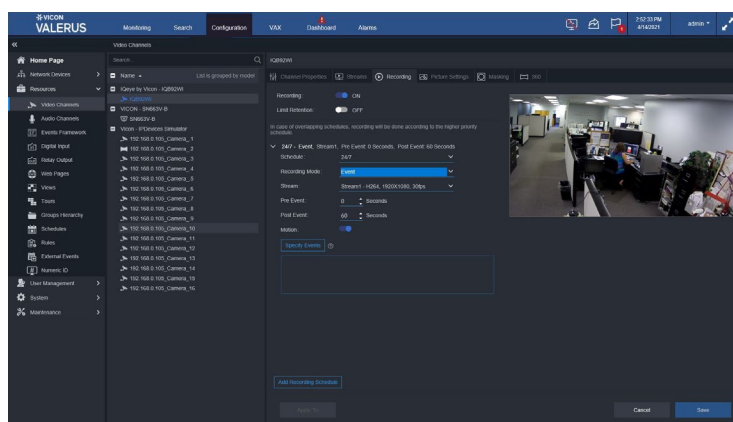 VICON
VALERUS
Monitoring
Search
Configuration
VAX
Dashboard
Alarms
2:52:33 PM
4/14/2021
admin
Video Channels
Home Page
Network Devices
Resources
Video Channels
Audio Channels
Events Framework
Digital Input
Relay Output
Web Pages
Views
Tours
Groups Hierarchy
Schedules
Rules
External Events
Numeric ID
User Management
System
Maintenance
Search...
Name
List is grouped by model
IQeye by Vicon - IQB92WI
IQB92WI
VICON - SN663V-B
SN663V-B
Vicon - IPDevices Simulator
192.168.0.105_Camera_1
192.168.0.105_Camera_2
192.168.0.105_Camera_3
192.168.0.105_Camera_4
192.168.0.105_Camera_5
192.168.0.105_Camera_6
192.168.0.105_Camera_7
192.168.0.105_Camera_8
192.168.0.105_Camera_9
192.168.0.105_Camera_10
192.168.0.105_Camera_11
192.168.0.105_Camera_12
192.168.0.105_Camera_13
192.168.0.105_Camera_14
192.168.0.105_Camera_15
192.168.0.105_Camera_16
IQB92WI
Channel Properties
Streams
Recording
Picture Settings
Masking
360
Recording:
ON
Limit Retention:
OFF
In case of overlapping schedules, recording will be done according to the higher priority
schedule.
24/7 - Event, Stream1, Pre Event: 0 Seconds, Post Event: 60 Seconds
Schedule:
24/7
Recording Mode:
Event
Stream:
Stream1 - H264, 1920X1080, 30fps
Pre Event:
0
Seconds
Post Event:
60
Seconds
Motion:
Specific Events
Add Recording Schedule
Apply To
Cancel
Save